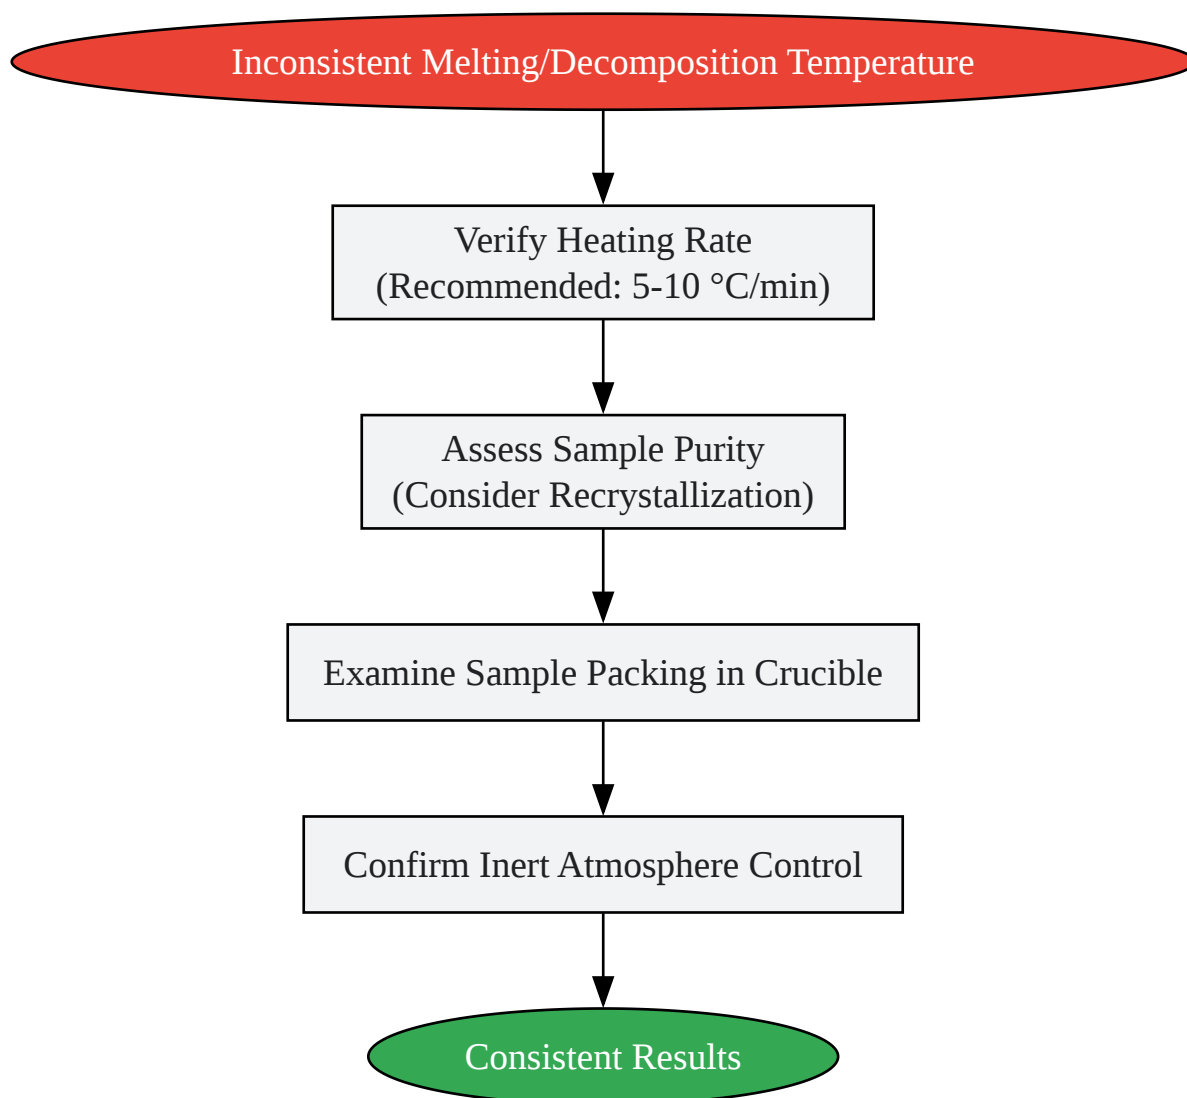 Inconsistent Melting/Decomposition Temperature
Verify Heating Rate
(Recommended: 5-10 °C/min)
Assess Sample Purity
(Consider Recrystallization)
Examine Sample Packing in Crucible
Confirm Inert Atmosphere Control
Consistent Results